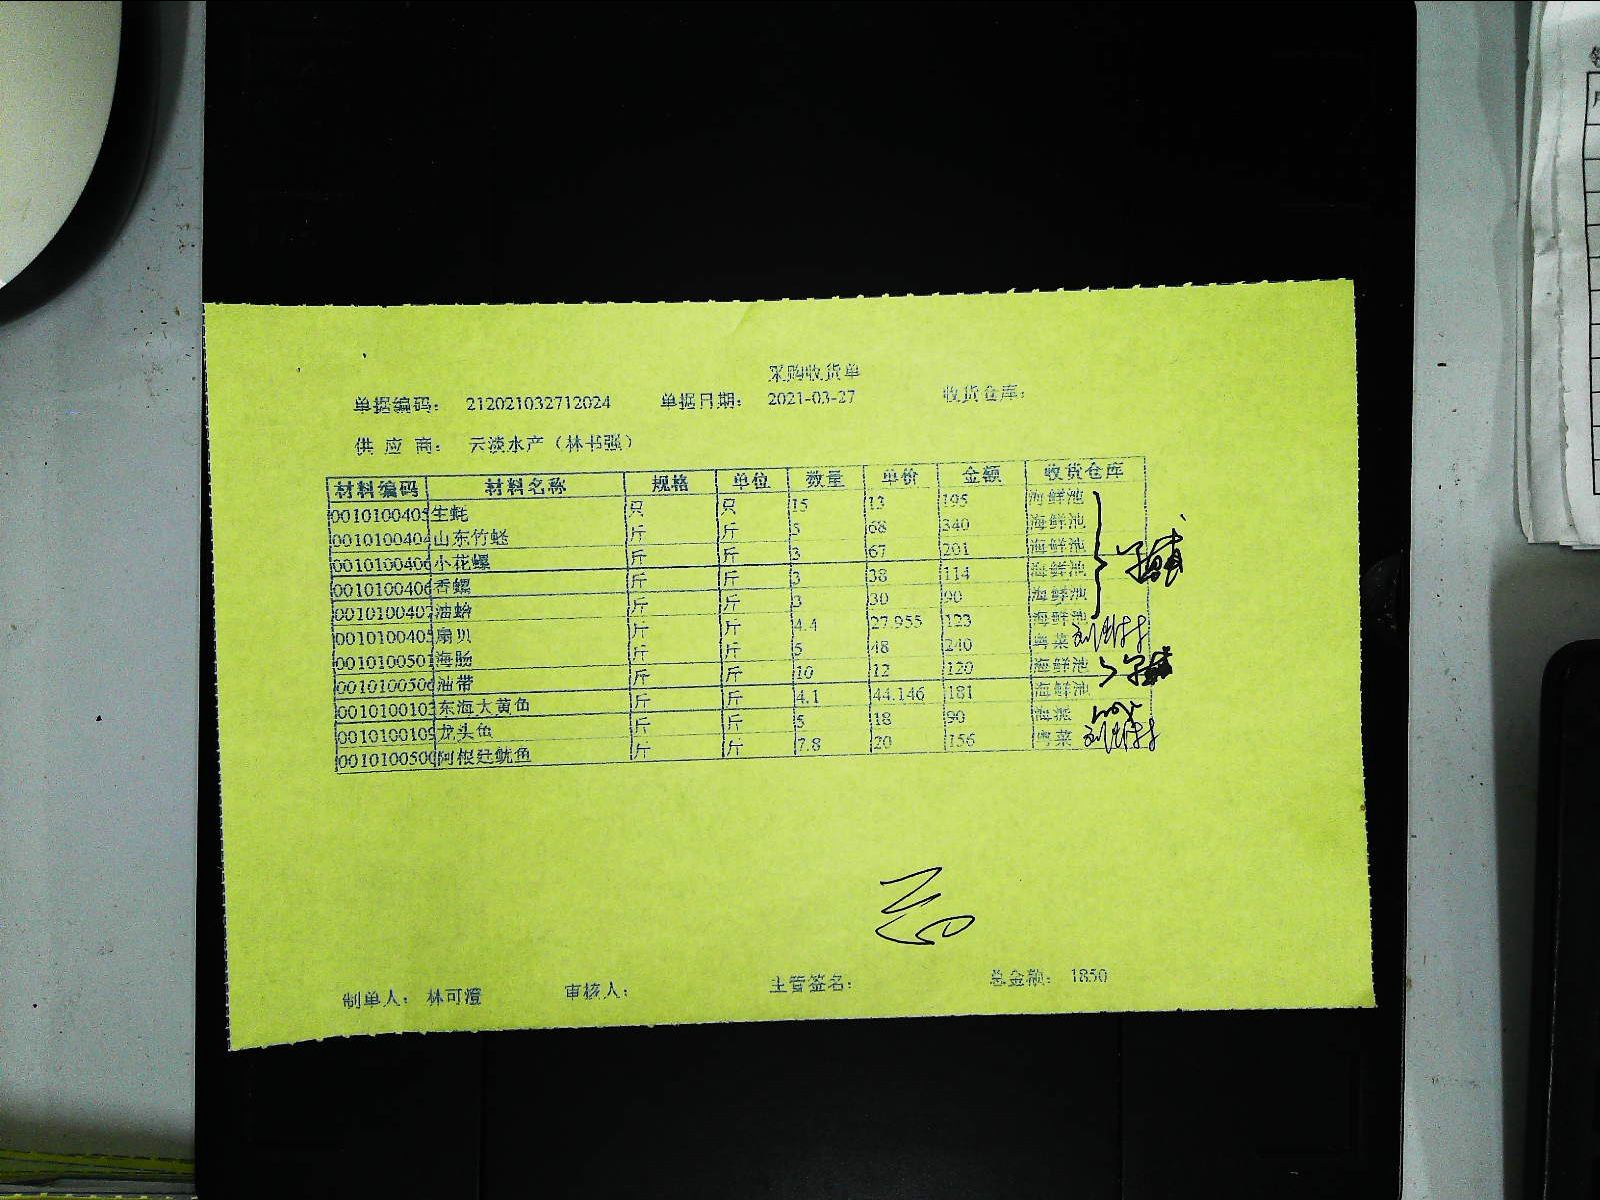 采购收货单
单据编码： 212021032712024 单据日期： 2021-03-27 收货仓库：
供 应 商： 云淡水产（林书强）
材料编码 材料名称 规格 单位 数量 单价 金额 收货仓库
0010100405 生蚝 只 只 15 13 195 海鲜池
0010100404 山东竹蛏 斤 斤 5 68 340 海鲜池
0010100406 小花螺 斤 斤 3 67 201 海鲜池
0010100406 香螺 斤 斤 3 38 114 海鲜池
0010100407 油蛤 斤 斤 3 30 90 海鲜池
0010100405 扇贝 斤 斤 4.4 27.955 123 海鲜池
0010100501 海肠 斤 斤 5 48 240 粤菜
0010100506 油带 斤 斤 10 12 120 海鲜池
0010100103 东海大黄鱼 斤 斤 4.1 44.146 181 海鲜池
0010100109 龙头鱼 斤 斤 5 18 90 海派
0010100500 阿根廷鱿鱼 斤 斤 7.8 20 156 粤菜
制单人： 林可澄 审核人： 主管签名： 总金额： 1850